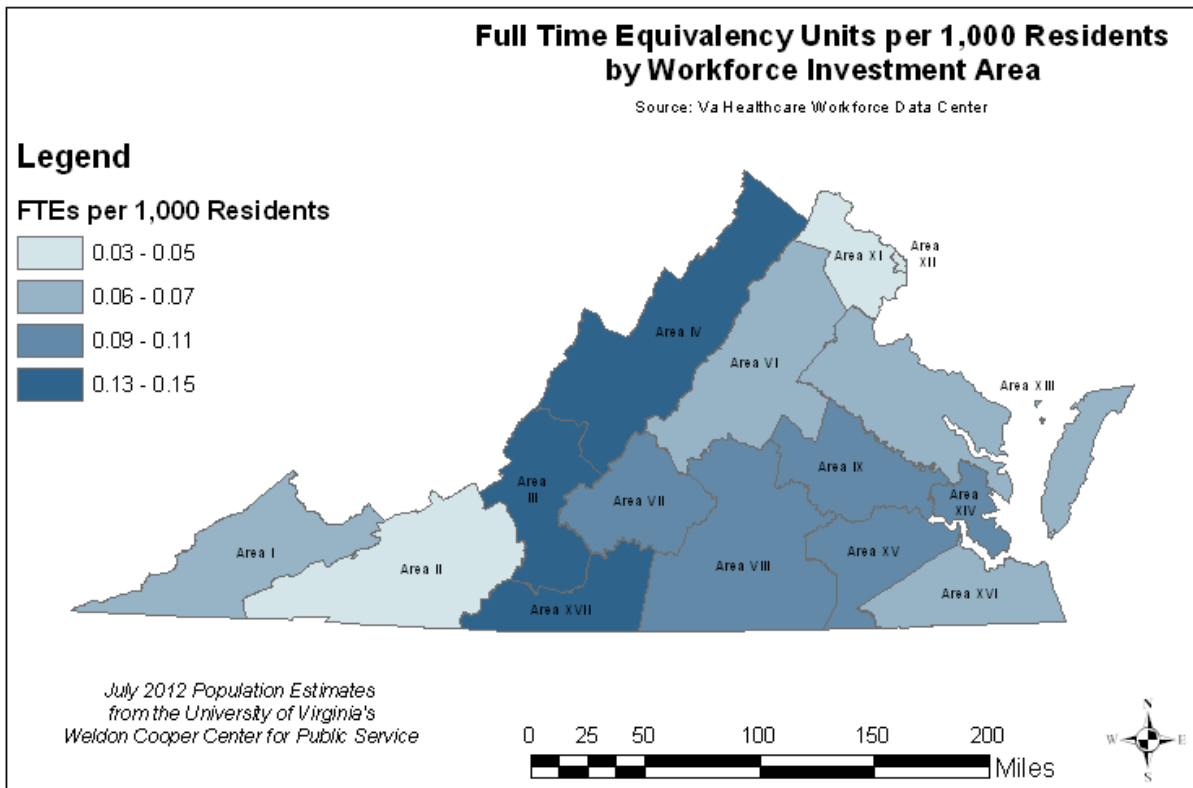 Full Time Equivalency Units per 1,000 Residents
by Workforce Investment Area
Source: Va Healthcare Workforce Data Center
Legend
FTEs per 1,000 Residents
0.03 - 0.05
0.06 - 0.07
0.09 - 0.11
0.13 - 0.15
Area XI
Area
XII
Area IV
Area VI
Area XIII
Area
III
Area VII
Area IX
Area
XIV
Area I
Area II
Area VIII
Area XV
Area XVI
Area XVII
July 2012 Population Estimates
from the University of Virginia's
Weldon Cooper Center for Public Service
0 25 50 100 150 200
Miles
N
W E
S